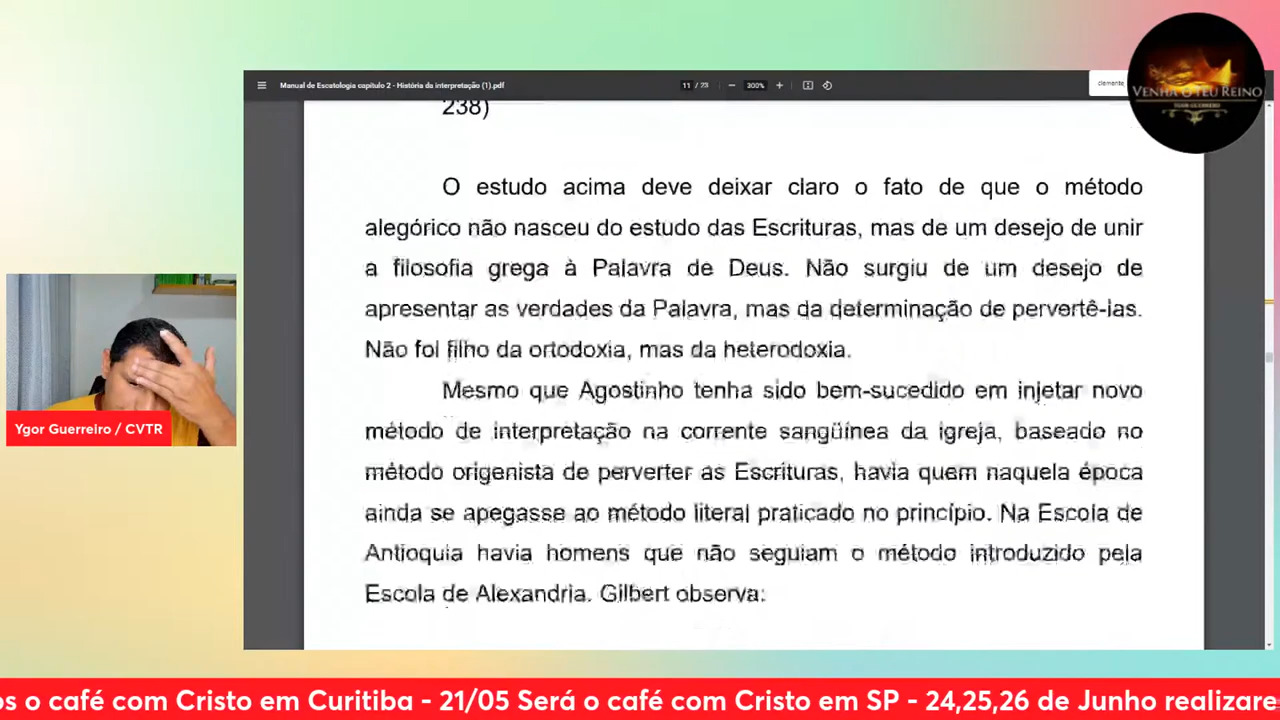 Manual de Escatologia capítulo 2 - História da interpretação (1).pdf
11 / 23
300%
clemente
VENHA O TEU REINO
YGOR GUERREIRO
238)
O estudo acima deve deixar claro o fato de que o método
alegórico não nasceu do estudo das Escrituras, mas de um desejo de unir
a filosofia grega à Palavra de Deus. Não surgiu de um desejo de
apresentar as verdades da Palavra, mas da determinação de pervertê-las.
Não foi filho da ortodoxia, mas da heterodoxia.
Mesmo que Agostinho tenha sido bem-sucedido em injetar novo
método de interpretação na corrente sangüínea da igreja, baseado no
método origenista de perverter as Escrituras, havia quem naquela época
ainda se apegasse ao método literal praticado no princípio. Na Escola de
Antioquia havia homens que não seguiam o método introduzido pela
Escola de Alexandria. Gilbert observa:
Ygor Guerreiro / CVTR
os o café com Cristo em Curitiba - 21/05 Será o café com Cristo em SP - 24,25,26 de Junho realizare